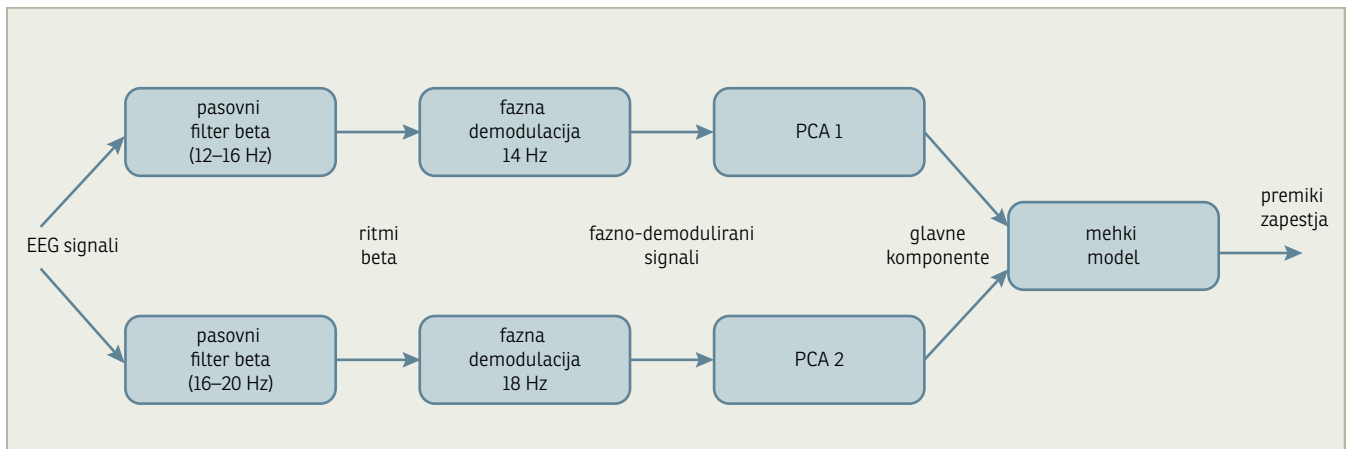 pasovni
filter beta
(12–16 Hz)
fazna
demodulacija
14 Hz
PCA 1
EEG signali
ritmi
beta
fazno-demodulirani
signali
glavne
komponente
mehki
model
premiki
zapestja
pasovni
filter beta
(16–20 Hz)
fazna
demodulacija
18 Hz
PCA 2